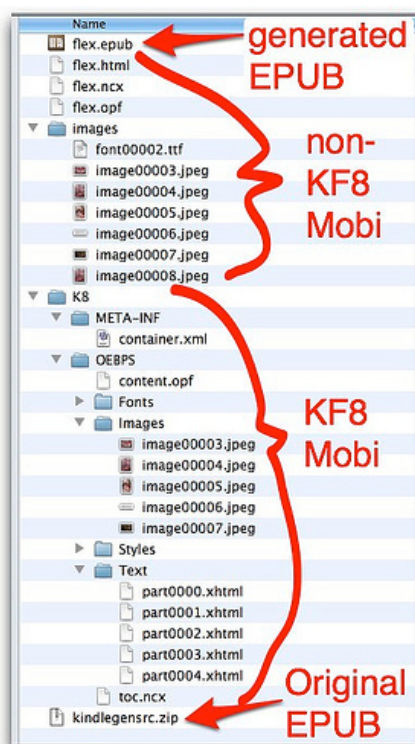 Name
flex.epub
generated
EPUB
flex.html
flex.ncx
flex.opf
images
font00002.ttf
image00003.jpeg
image00004.jpeg
image00005.jpeg
image00006.jpeg
image00007.jpeg
image00008.jpeg
non-
KF8
Mobi
K8
META-INF
container.xml
OEBPS
content.opf
Fonts
Images
image00003.jpeg
image00004.jpeg
image00005.jpeg
image00006.jpeg
image00007.jpeg
KF8
Mobi
Styles
Text
part0000.xhtml
part0001.xhtml
part0002.xhtml
part0003.xhtml
part0004.xhtml
toc.ncx
kindlegensrc.zip
Original
EPUB